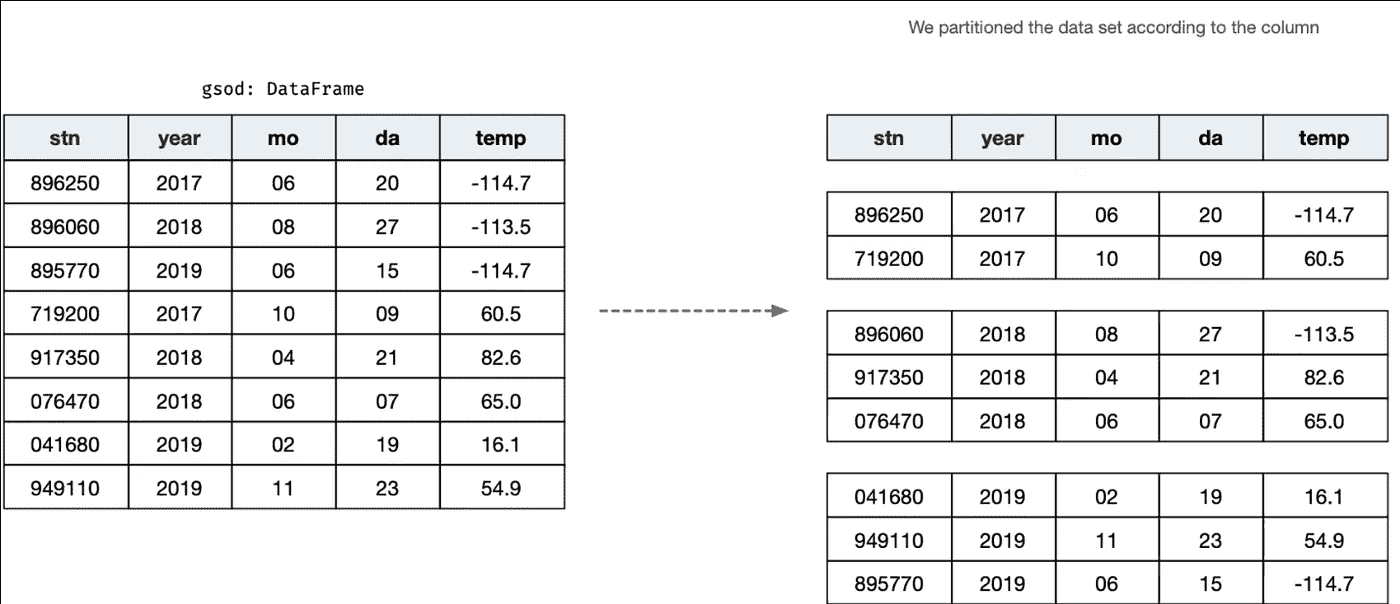 We partitioned the data set according to the column
gsod: DataFrame
stn year mo da temp
896250 2017 06 20 -114.7
896060 2018 08 27 -113.5
895770 2019 06 15 -114.7
719200 2017 10 09 60.5
917350 2018 04 21 82.6
076470 2018 06 07 65.0
041680 2019 02 19 16.1
949110 2019 11 23 54.9
stn year mo da temp
896250 2017 06 20 -114.7
719200 2017 10 09 60.5
896060 2018 08 27 -113.5
917350 2018 04 21 82.6
076470 2018 06 07 65.0
041680 2019 02 19 16.1
949110 2019 11 23 54.9
895770 2019 06 15 -114.7